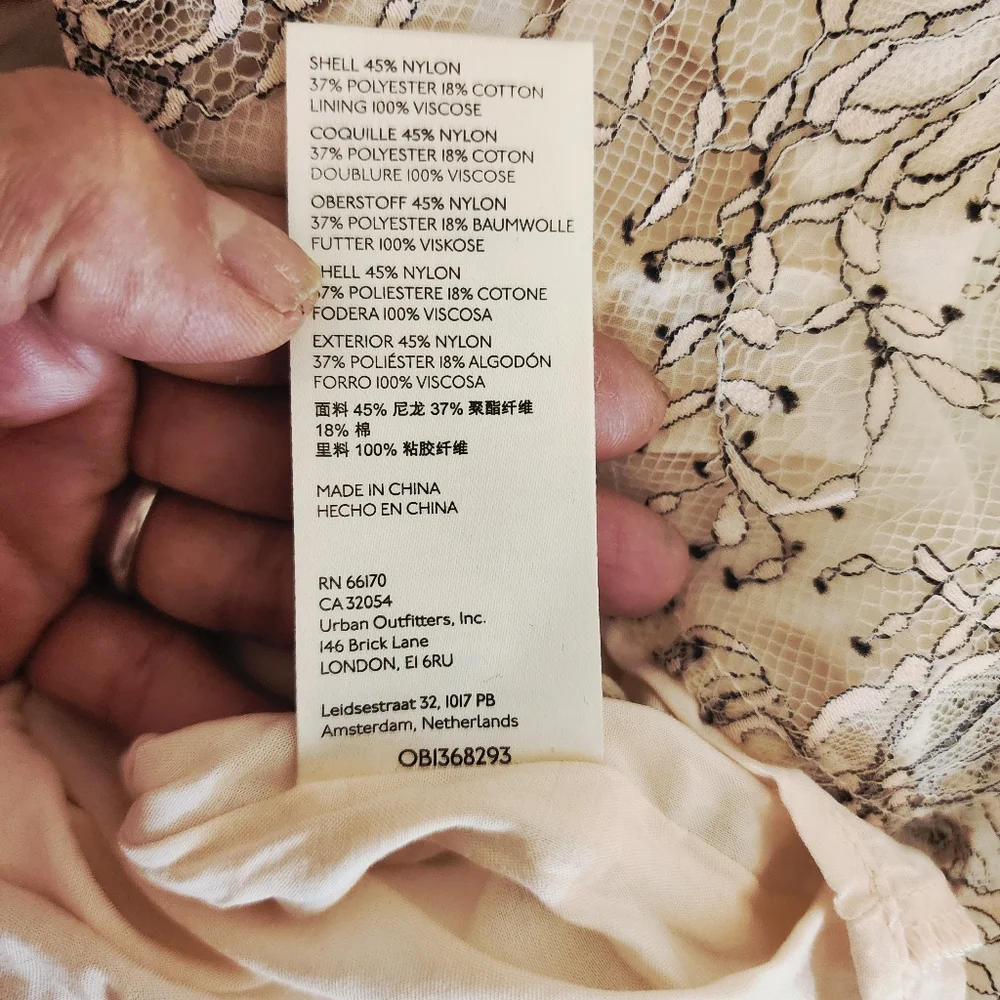 SHELL 45% NYLON
37% POLYESTER 18% COTTON
LINING 100% VISCOSE
COQUILLE 45% NYLON
37% POLYESTER 18% COTON
DOUBLURE 100% VISCOSE
OBERSTOFF 45% NYLON
37% POLYESTER 18% BAUMWOLLE
FUTTER 100% VISKOSE
HELL 45% NYLON
7% POLIESTERE 18% COTONE
FODERA 100% VISCOSA
EXTERIOR 45% NYLON
37% POLIÉSTER 18% ALGODÓN
FORRO 100% VISCOSA
面料 45% 尼龙 37% 聚酯纤维
18% 棉
里料 100% 粘胶纤维
MADE IN CHINA
HECHO EN CHINA
RN 66170
CA 32054
Urban Outfitters, Inc.
146 Brick Lane
LONDON, E1 6RU
Leidsestraat 32, 1017 PB
Amsterdam, Netherlands
OB1368293